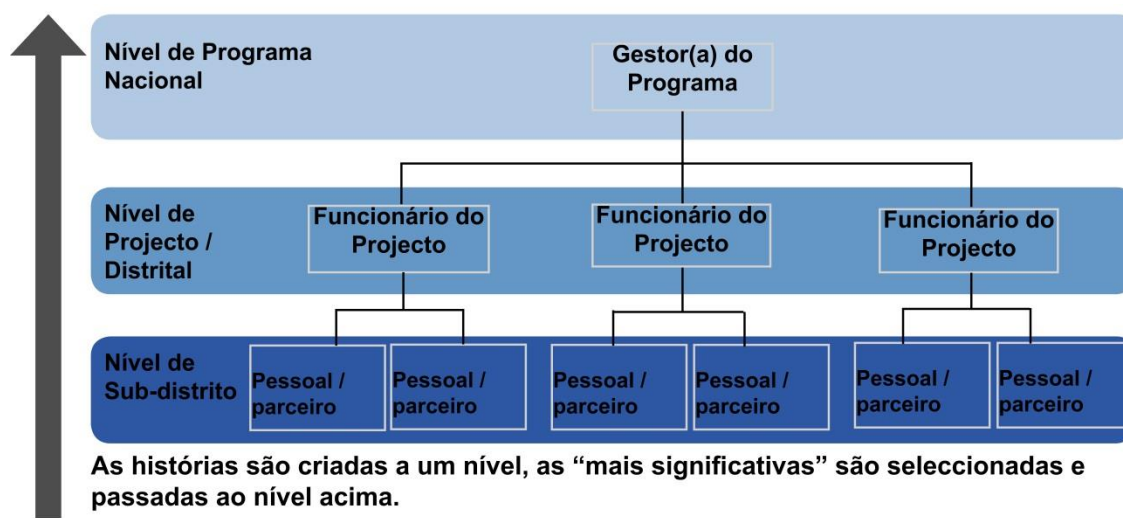 Nível de Programa
Nacional
Gestor(a) do
Programa
Nível de
Projecto /
Distrital
Funcionário do
Projecto
Funcionário do
Projecto
Funcionário do
Projecto
Nível de
Sub-distrito
Pessoal /
parceiro
Pessoal /
parceiro
Pessoal /
parceiro
Pessoal /
parceiro
Pessoal /
parceiro
Pessoal /
parceiro
As histórias são criadas a um nível, as “mais significativas” são seleccionadas e
passadas ao nível acima.